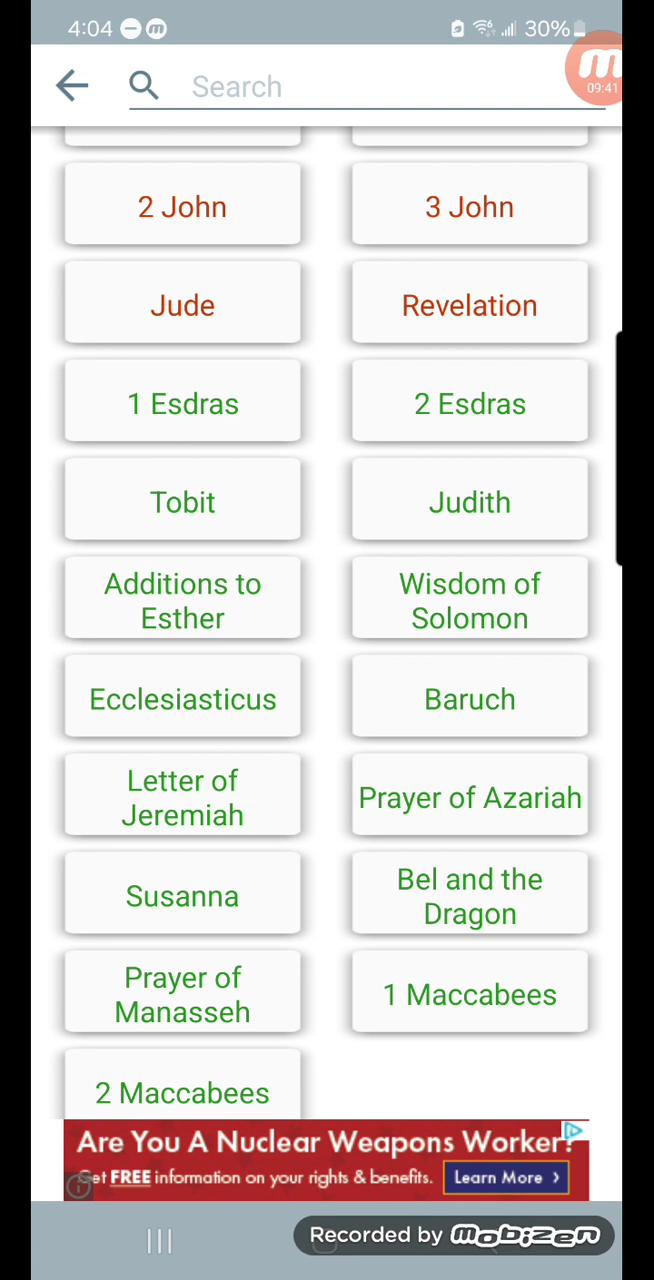 4:04
30%
Search
09:41
2 John
3 John
Jude
Revelation
1 Esdras
2 Esdras
Tobit
Judith
Additions to
Esther
Wisdom of
Solomon
Ecclesiasticus
Baruch
Letter of
Jeremiah
Prayer of Azariah
Susanna
Bel and the
Dragon
Prayer of
Manasseh
1 Maccabees
2 Maccabees
Are You A Nuclear Weapons Worker?
Get FREE information on your rights & benefits.
Learn More >
Recorded by mobizen